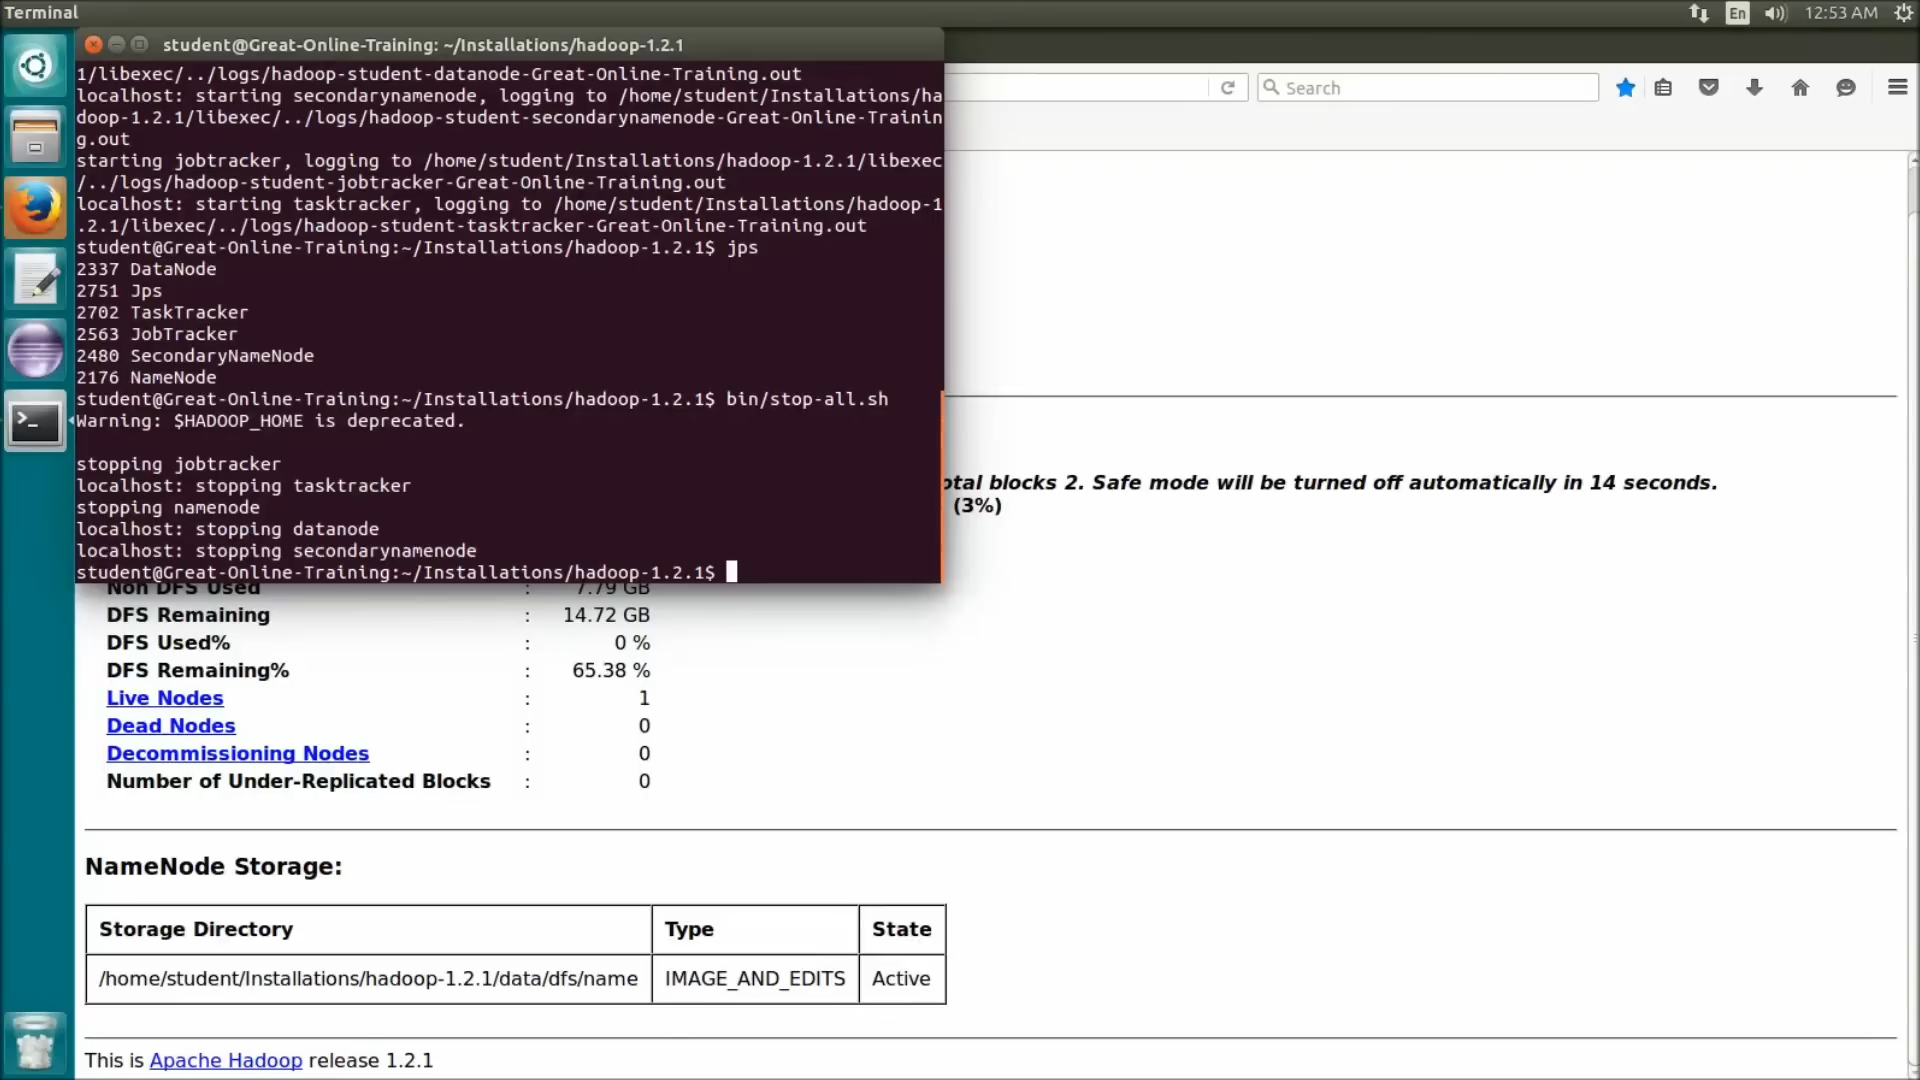 Terminal
En
12:53 AM
student@Great-Online-Training: ~/Installations/hadoop-1.2.1
Search
1/libexec/../logs/hadoop-student-datanode-Great-Online-Training.out
localhost: starting secondarynamenode, logging to /home/student/Installations/ha
doop-1.2.1/libexec/../logs/hadoop-student-secondarynamenode-Great-Online-Trainin
g.out
starting jobtracker, logging to /home/student/Installations/hadoop-1.2.1/libexec
/../logs/hadoop-student-jobtracker-Great-Online-Training.out
localhost: starting tasktracker, logging to /home/student/Installations/hadoop-1
.2.1/libexec/../logs/hadoop-student-tasktracker-Great-Online-Training.out
student@Great-Online-Training:~/Installations/hadoop-1.2.1$ jps
2337 DataNode
2751 Jps
2702 TaskTracker
2563 JobTracker
2480 SecondaryNameNode
2176 NameNode
student@Great-Online-Training:~/Installations/hadoop-1.2.1$ bin/stop-all.sh
Warning: $HADOOP_HOME is deprecated.
stopping jobtracker
localhost: stopping tasktracker
stopping namenode
localhost: stopping datanode
localhost: stopping secondarynamenode
student@Great-Online-Training:~/Installations/hadoop-1.2.1$
otal blocks 2. Safe mode will be turned off automatically in 14 seconds.
(3%)
Non DFS Used : 7.79 GB
DFS Remaining : 14.72 GB
DFS Used% : 0 %
DFS Remaining% : 65.38 %
Live Nodes : 1
Dead Nodes : 0
Decommissioning Nodes : 0
Number of Under-Replicated Blocks : 0
NameNode Storage:
Storage Directory Type State
/home/student/Installations/hadoop-1.2.1/data/dfs/name IMAGE_AND_EDITS Active
This is Apache Hadoop release 1.2.1